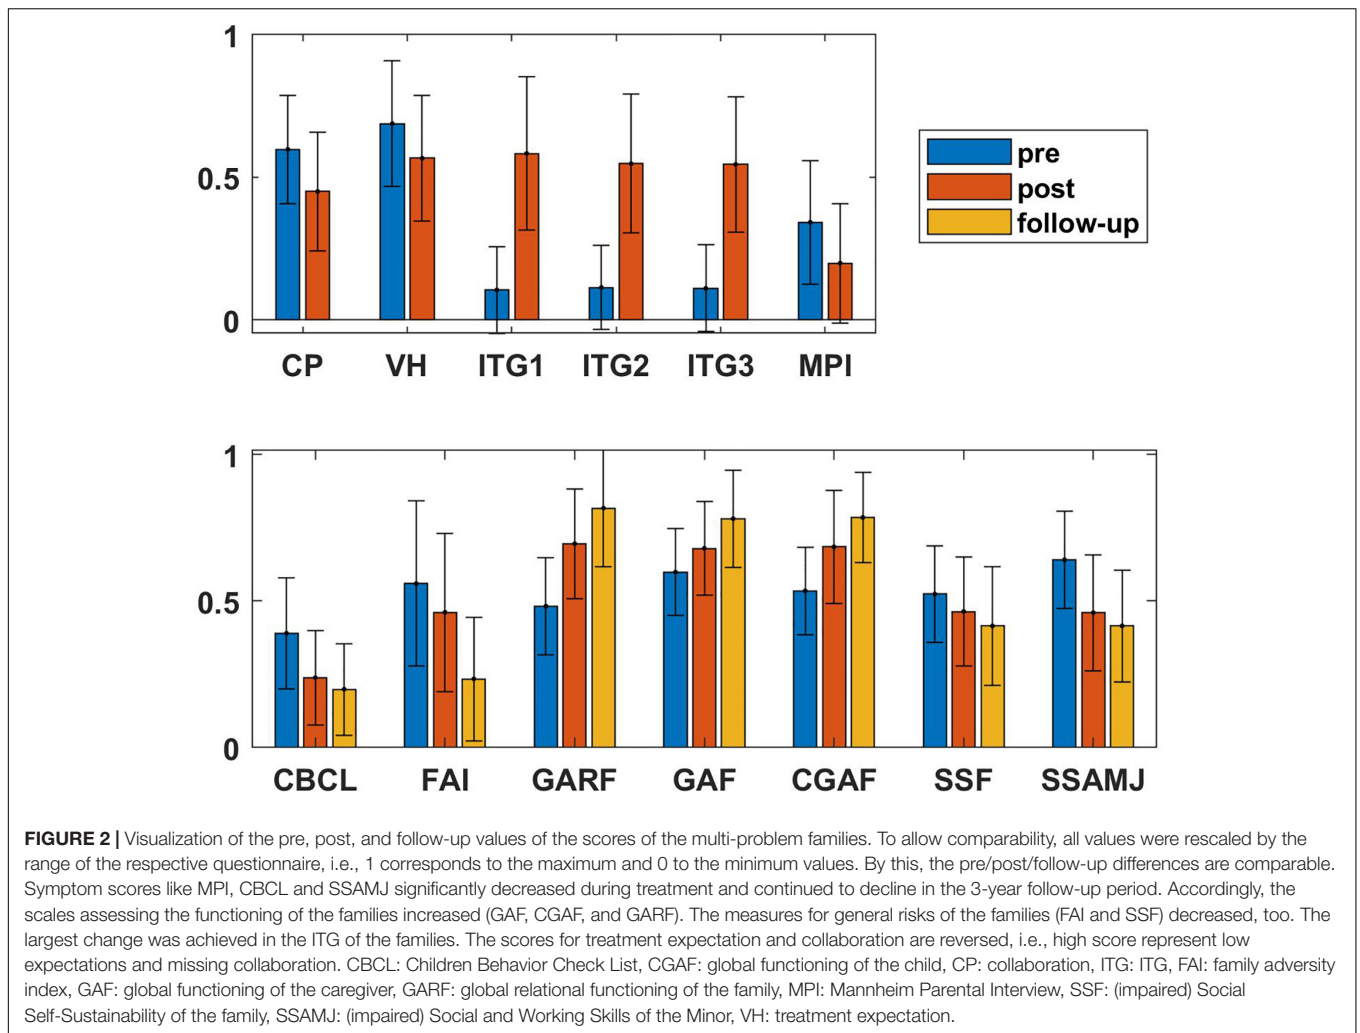 1
0.5
0
CP VH ITG1 ITG2 ITG3 MPI
pre
post
follow-up
1
0.5
0
CBCL FAI GARF GAF CGAF SSF SSAMJ
FIGURE 2 | Visualization of the pre, post, and follow-up values of the scores of the multi-problem families. To allow comparability, all values were rescaled by the
range of the respective questionnaire, i.e., 1 corresponds to the maximum and 0 to the minimum values. By this, the pre/post/follow-up differences are comparable.
Symptom scores like MPI, CBCL and SSAMJ significantly decreased during treatment and continued to decline in the 3-year follow-up period. Accordingly, the
scales assessing the functioning of the families increased (GAF, CGAF, and GARF). The measures for general risks of the families (FAI and SSF) decreased, too. The
largest change was achieved in the ITG of the families. The scores for treatment expectation and collaboration are reversed, i.e., high score represent low
expectations and missing collaboration. CBCL: Children Behavior Check List, CGAF: global functioning of the child, CP: collaboration, ITG: ITG, FAI: family adversity
index, GAF: global functioning of the caregiver, GARF: global relational functioning of the family, MPI: Mannheim Parental Interview, SSF: (impaired) Social
Self-Sustainability of the family, SSAMJ: (impaired) Social and Working Skills of the Minor, VH: treatment expectation.